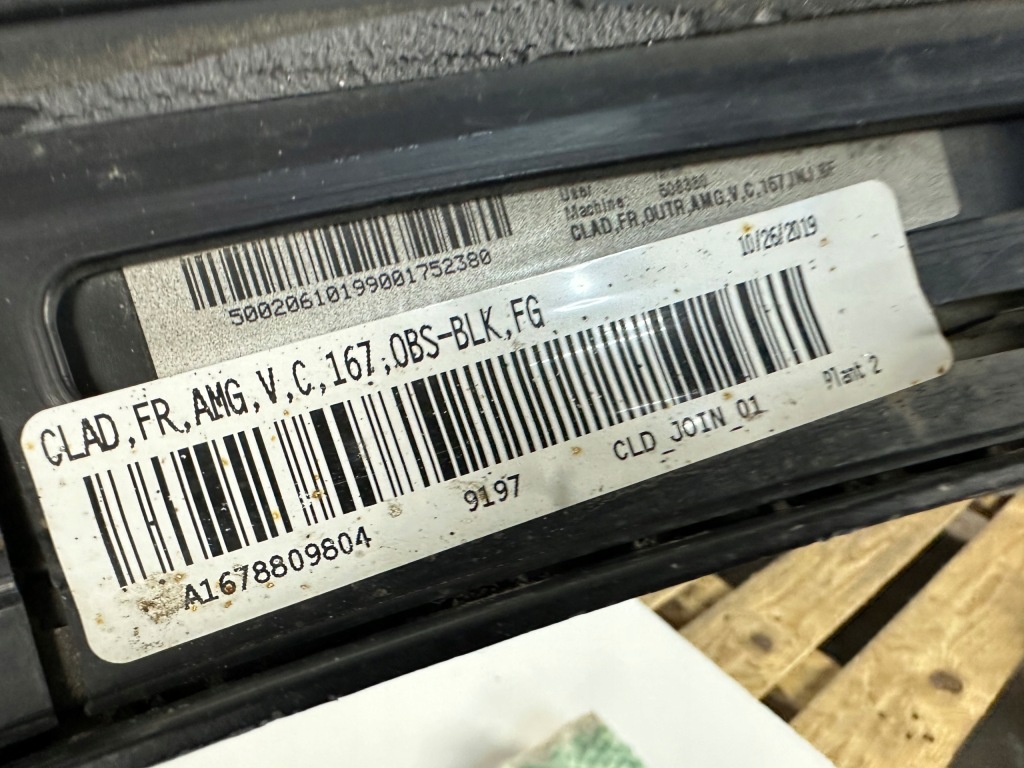 User
Machine: 508380
CLAD,FR,OUTR,AMG,V,C,167,INJ,BF
50020610199001752380
10/26/2019
CLAD,FR,AMG,V,C,167,OBS-BLK,FG
Plant 2
9197 CLD_JOIN_01
A1678809804